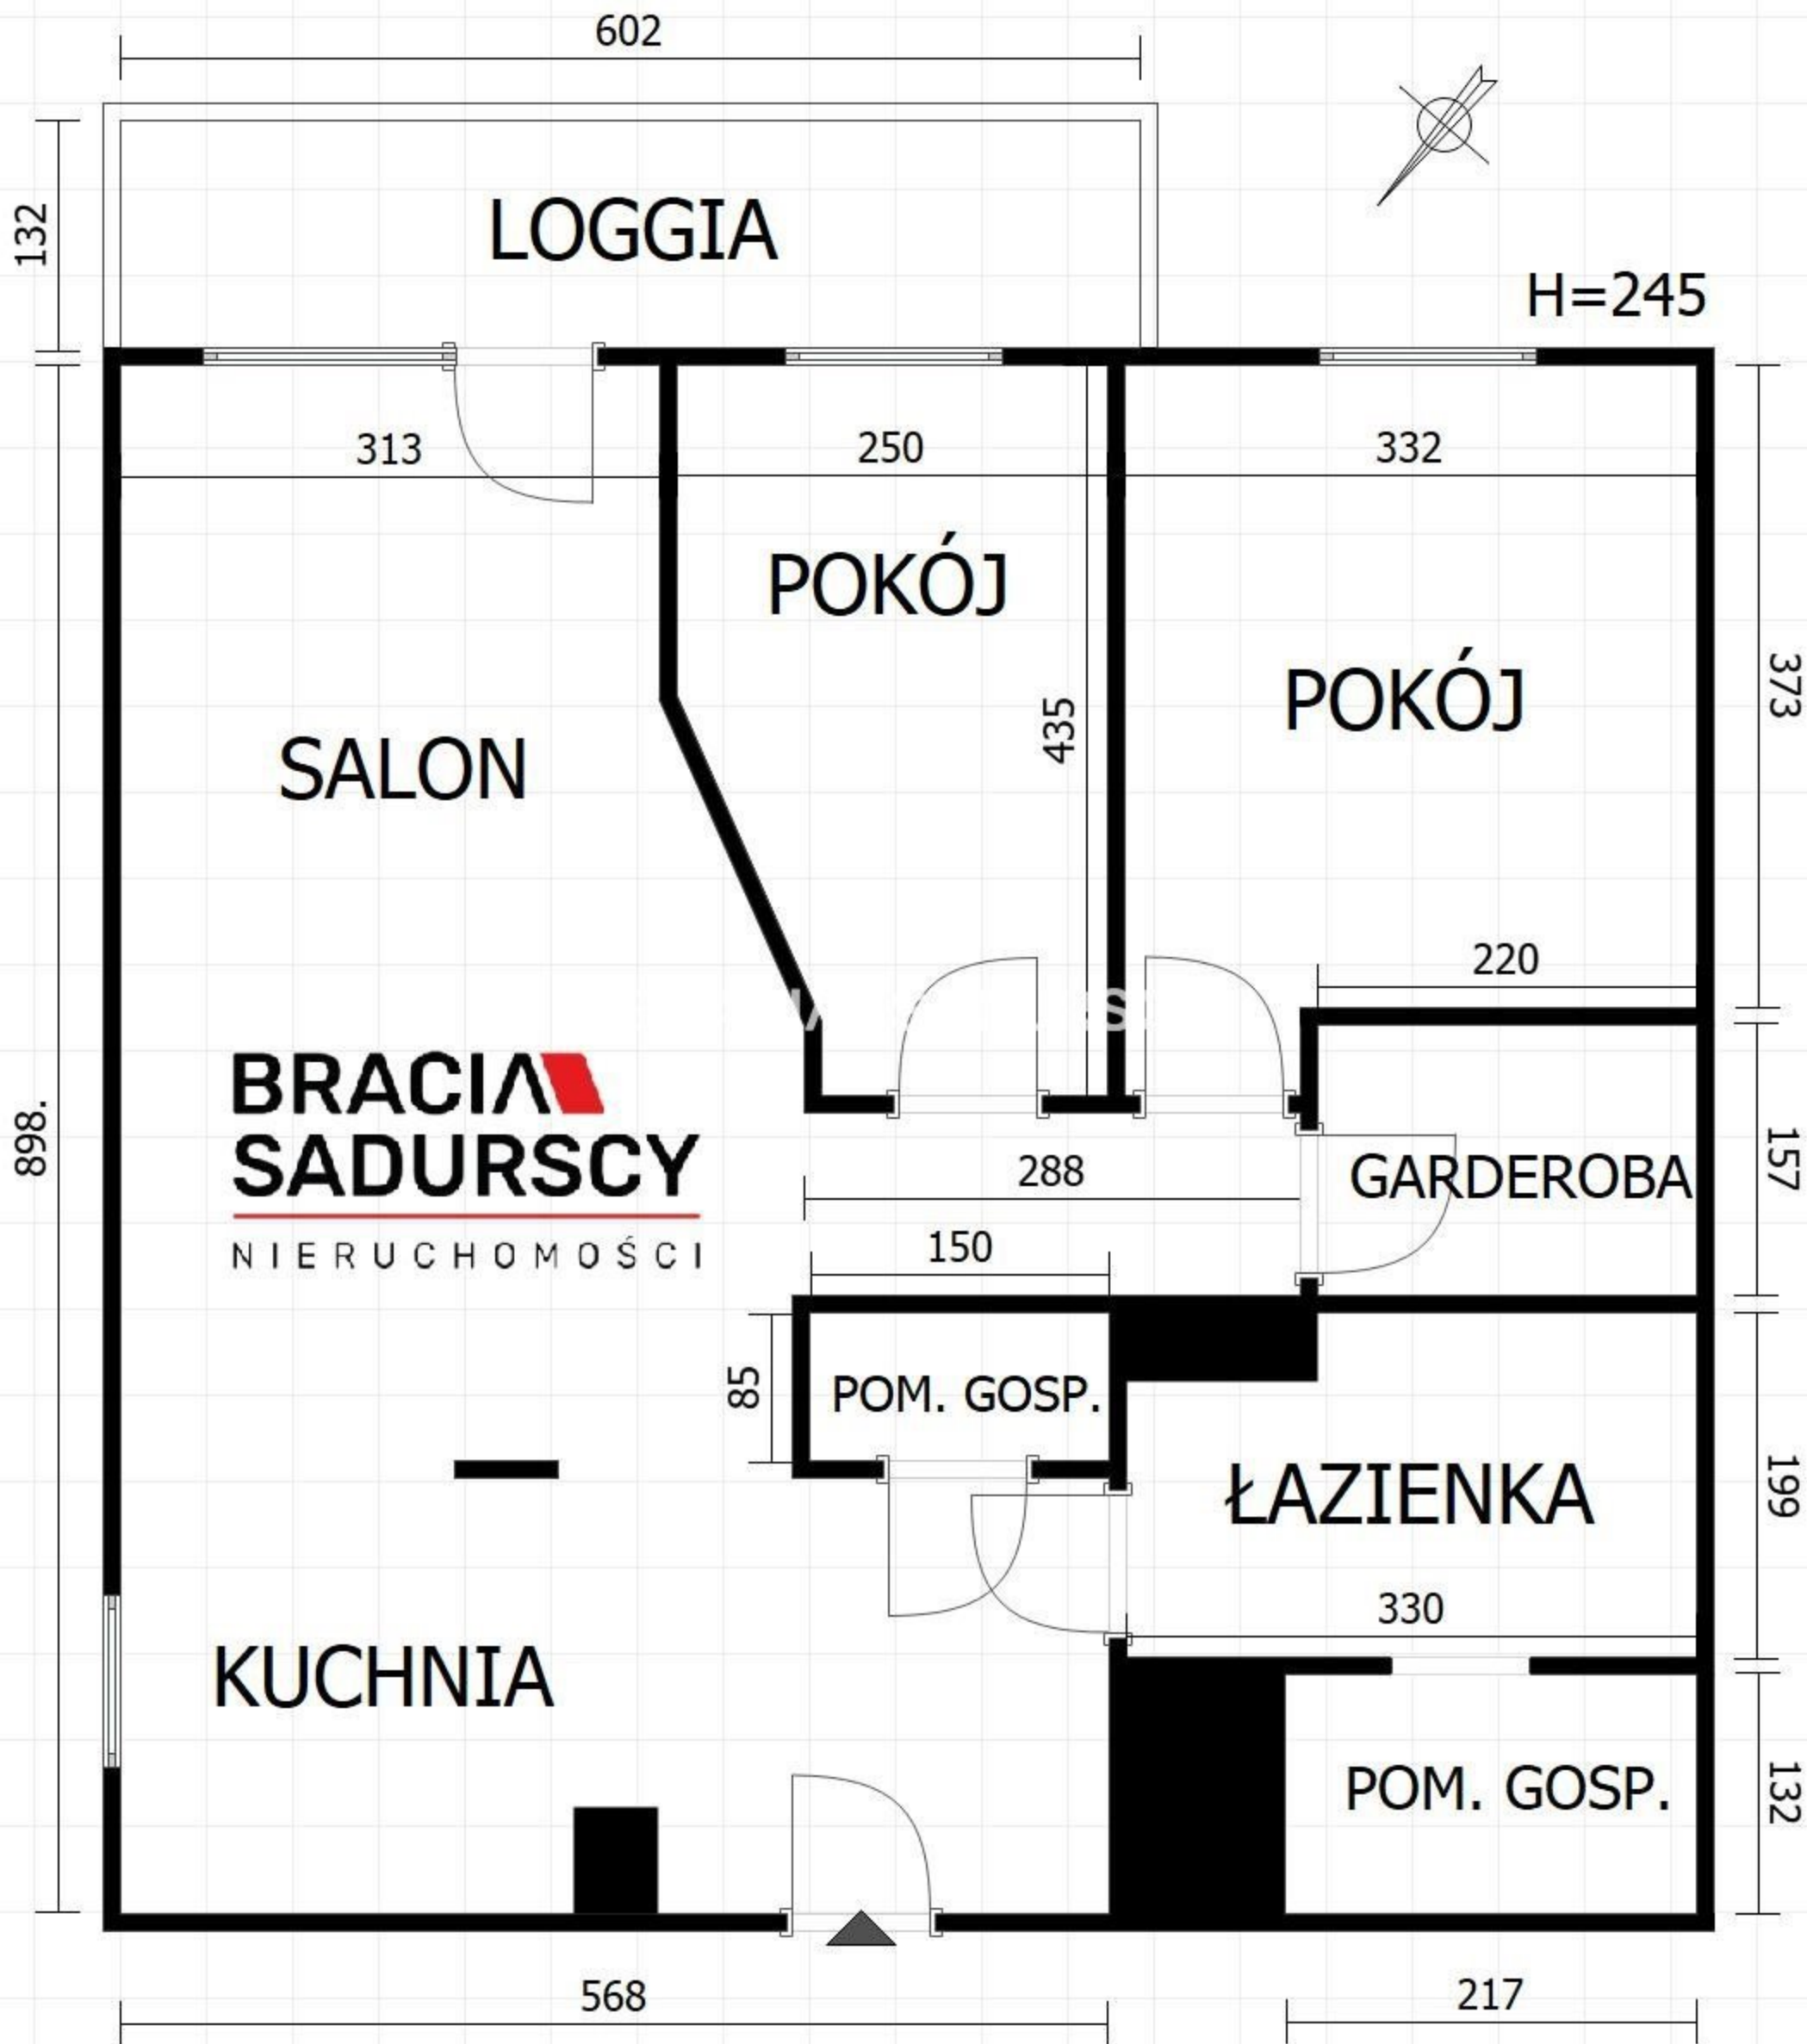 602
132
LOGGIA
H=245
313
250
332
POKÓJ
POKÓJ
435
373
SALON
220
BRACIA
SADURSCY
NIERUCHOMOŚCI
898.
288
GARDEROBA
157
150
85
POM. GOSP.
ŁAZIENKA
199
330
KUCHNIA
POM. GOSP.
132
568
217